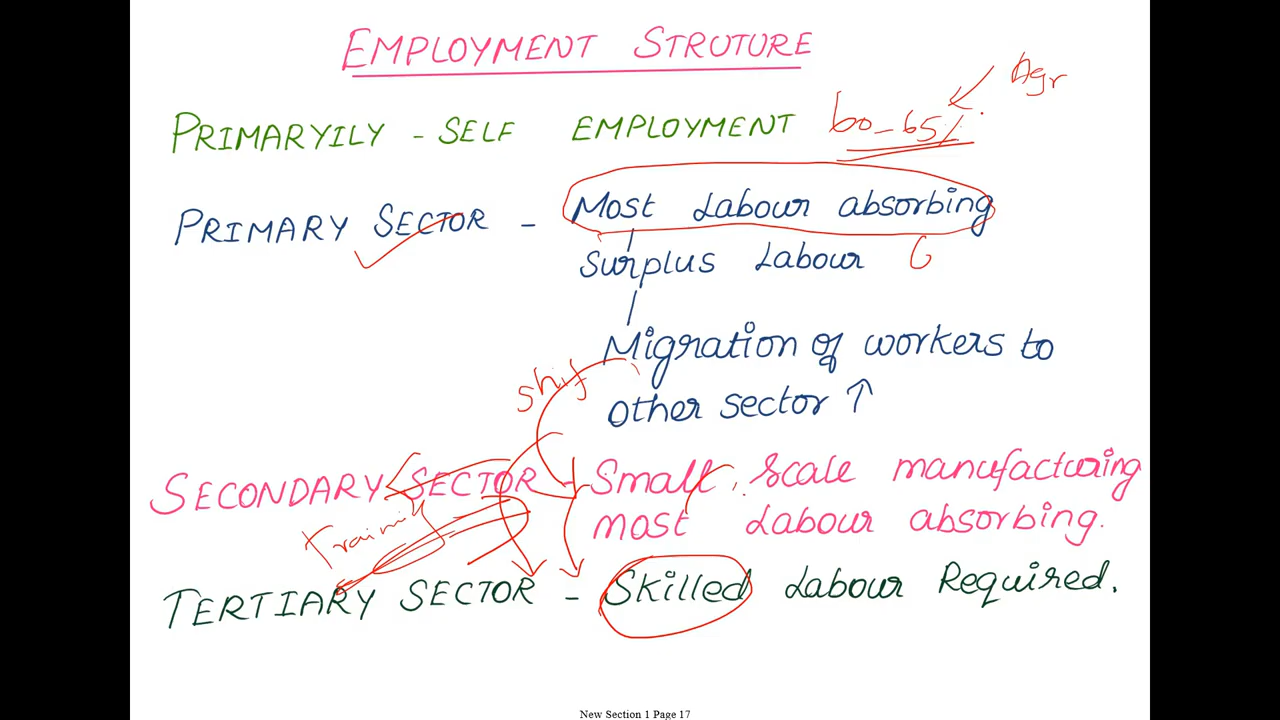 EMPLOYMENT STRUTURE
Agr
PRIMARYILY - SELF EMPLOYMENT 60-65%
PRIMARY SECTOR - Most Labour absorbing
Surplus Labour
Migration of workers to
Other sector ↑
Shif
SECONDARY SECTOR - Small Scale manufacturing
most Labour absorbing.
Training
TERTIARY SECTOR - Skilled Labour Required.
New Section 1 Page 17